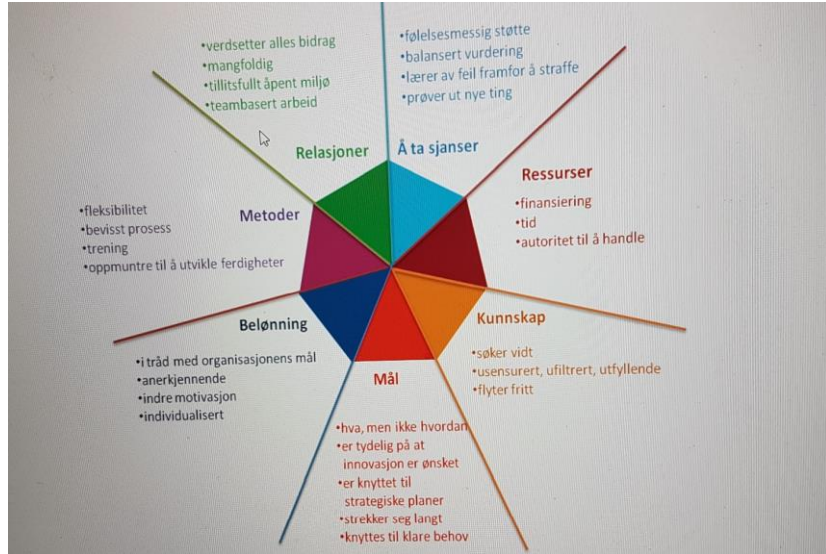 Relasjoner
•verdsetter alles bidrag
•mangfoldig
•tillitsfullt åpent miljø
•teambasert arbeid
Å ta sjanser
•følelsesmessig støtte
•balansert vurdering
•lærer av feil framfor å straffe
•prøver ut nye ting
Ressurser
•finansiering
•tid
•autoritet til å handle
Kunnskap
•søker vidt
•usensurert, ufiltrert, utfyllende
•flyter fritt
Mål
•hva, men ikke hvordan
•er tydelig på at
innovasjon er ønsket
•er knyttet til
strategiske planer
•strekker seg langt
•knyttes til klare behov
Belønning
•i tråd med organisasjonens mål
•anerkjennende
•indre motivasjon
•individualisert
Metoder
•fleksibilitet
•bevisst prosess
•trening
•oppmuntre til å utvikle ferdigheter